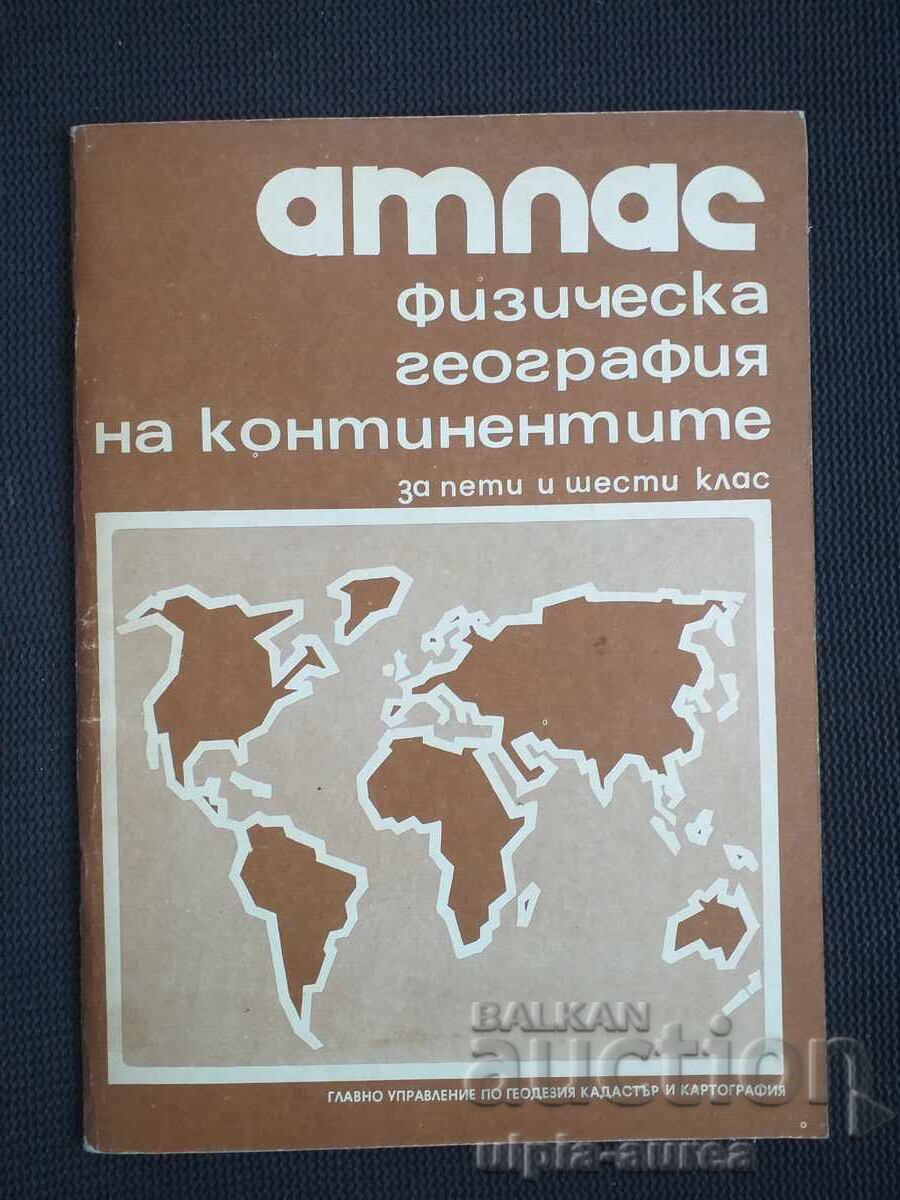 атлас
физическа
география
на континентите
за пети и шести клас
ГЛАВНО УПРАВЛЕНИЕ ПО ГЕОДЕЗИЯ КАДАСТЪР И КАРТОГРАФИЯ
BALKAN
auction
ulpia-aurea